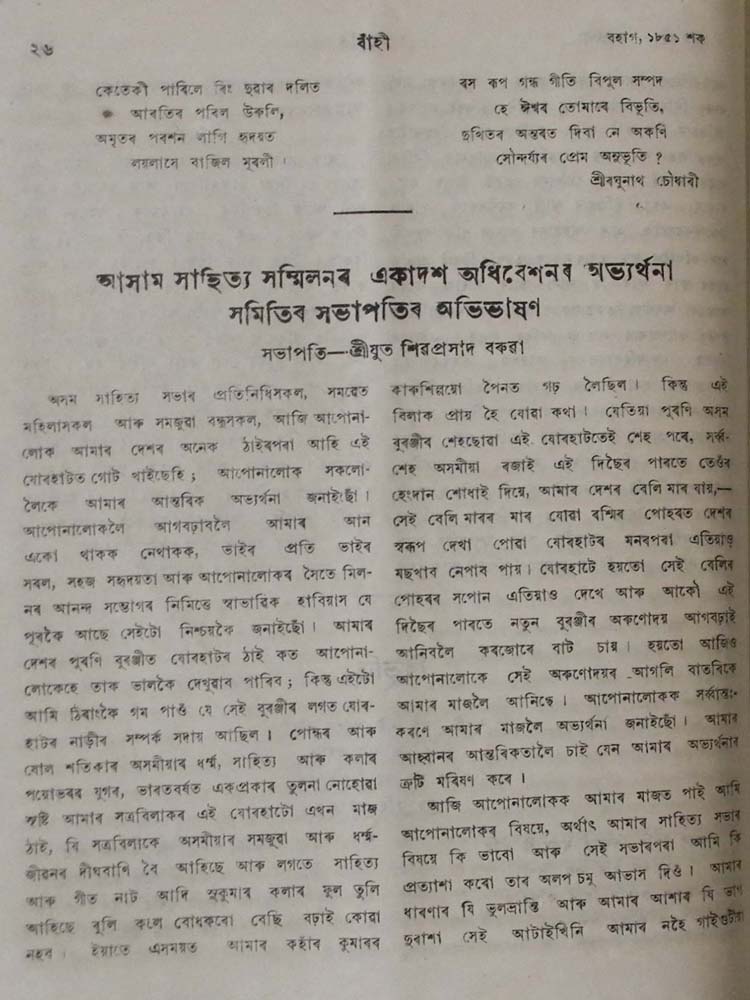 ২৬
বাঁহী
বহাগ, ১৮৫১ শক
কেতেকী পাৰিলে ৰিং ছৱাৰ দলিত
আৰতিৰ পৰিল উৰুলি,
অমৃতৰ পৰশন লাগি হৃদয়ত
লয়লাসে বাজিল মুৰলী।
ৰস ৰূপ গন্ধ গীতি বিপুল সম্পদ
হে ঈশ্বৰ তোমাৰে বিভূতি,
দুখিতৰ অন্তৰত দিবা নে অকণি
সৌন্দৰ্য্যৰ প্ৰেম অনুভূতি ?
শ্ৰীৰঘুনাথ চৌধাৰী
আসাম সাহিত্য সন্মিলনৰ একাদশ অধিবেশনৰ অভ্যৰ্থনা
সমিতিৰ সভাপতিৰ অভিভাষণ
সভাপতি—শ্ৰীযুত শিৱপ্ৰসাদ বৰুৱা
অসম সাহিত্য সভাৰ প্ৰতিনিধিসকল, সমৱেত
মহিলাসকল আৰু সমজুৱা বন্ধুসকল, আজি আপোনা-
লোক আমাৰ দেশৰ অনেক ঠাইৰপৰা আহি এই
যোৰহাটত গোট খাইছেহি ; আপোনালোক সকলো-
লৈকে আমাৰ আন্তৰিক অভ্যৰ্থনা জনাইছোঁ।
আপোনালোকলৈ আগবঢ়াবলৈ আমাৰ আন
একো থাকক নেথাকক, ভাইৰ প্ৰতি ভাইৰ
সৰল, সহজ সহৃদয়তা আৰু আপোনালোকৰ সৈতে মিল-
নৰ আনন্দ সম্ভোগৰ নিমিত্তে স্বাভাৱিক হাবিয়াস যে
পূৰকৈ আছে সেইটো নিশ্চয়কৈ জনাইছোঁ। আমাৰ
দেশৰ পুৰণি বুৰঞ্জীত যোৰহাটৰ ঠাই কত আপোনা-
লোকেহে তাক ভালকৈ দেখুৱাব পাৰিব ; কিন্তু এইটো
আমি ঠিৰাংকৈ গম পাওঁ যে সেই বুৰঞ্জীৰ লগত যোৰ-
হাটৰ নাড়ীৰ সম্পৰ্ক সদায় আছিল। পোন্ধৰ আৰু
ষোল শতিকাৰ অসমীয়াৰ ধৰ্ম্ম, সাহিত্য আৰু কলাৰ
পয়োভৰৰ যুগৰ, ভাৰতবৰ্ষত একপ্ৰকাৰ তুলনা নোহোৱা
সৃষ্টি আমাৰ সত্ৰবিলাকৰ এই যোৰহাটো এখন মাজ
ঠাই, যি সত্ৰবিলাকে অসমীয়াৰ সমজুৱা আৰু ধৰ্ম্ম-
জীৱনৰ দীঘবাণি বৈ আহিছে আৰু লগতে সাহিত্য
আৰু গীত নাট আদি সুকুমাৰ কলাৰ ফুল তুলি
আহিছে বুলি কলে বোধকৰো বেছি বঢ়াই কোৱা
নহব। ইয়াতে এসময়ত আমাৰ কহাঁৰ কুমাৰৰ
কাৰুশিল্পয়ো পৈনত গঢ় লৈছিল। কিন্তু এই
বিলাক প্ৰায় হৈ যোৱা কথা। যেতিয়া পুৰণি অসম
বুৰঞ্জীৰ শেহছোৱা এই যোৰহাটতেই শেহ পৰে, সৰ্ব্ব-
শেহ অসমীয়া ৰজাই এই দিছৈৰ পাৰতে তেওঁৰ
হেংদান শোধাই দিয়ে, আমাৰ দেশৰ বেলি মাৰ যায়,—
সেই বেলি মাৰৰ মাৰ যোৱা ৰশ্মিৰ পোহৰত দেশৰ
স্বৰূপ দেখা পোৱা যোৰহাটৰ মনৰপৰা এতিয়াও
মছখাব নেপাব পায়। যোৰহাটে হয়তো সেই বেলিৰ
পোহৰৰ সপোন এতিয়াও দেখে আৰু আকৌ এই
দিছৈৰ পাৰতে নতুন বুৰঞ্জীৰ অৰুণোদয় আগবঢ়াই
আনিবলৈ কৰজোৰে বাট চায়। হয়তো আজিও
আপোনালোকে সেই অৰুণোদয়ৰ আগলি বাতৰিকে
আমাৰ মাজলৈ আনিছে। আপোনালোকক সৰ্ব্বান্তঃ-
কৰণে আমাৰ মাজলৈ অভ্যৰ্থনা জনাইছোঁ। আমাৰ
আহ্বানৰ আন্তৰিকতালৈ চাই যেন আমাৰ অভ্যৰ্থনাৰ
ত্ৰুটি মৰিষণ কৰে।
আজি আপোনালোকক আমাৰ মাজত পাই আমি
আপোনালোকৰ বিষয়ে, অৰ্থাৎ আমাৰ সাহিত্য সভাৰ
বিষয়ে কি ভাবো আৰু সেই সভাৰপৰা আমি কি
প্ৰত্যাশা কৰো তাৰ অলপ চমু আভাস দিওঁ। আমাৰ
ধাৰণাৰ যি ভুলভ্ৰান্তি আৰু আমাৰ আশাৰ যি ভাগ
দুৰাশা সেই আটাইখিনি আমাৰ নহৈ গাইগুটীয়া